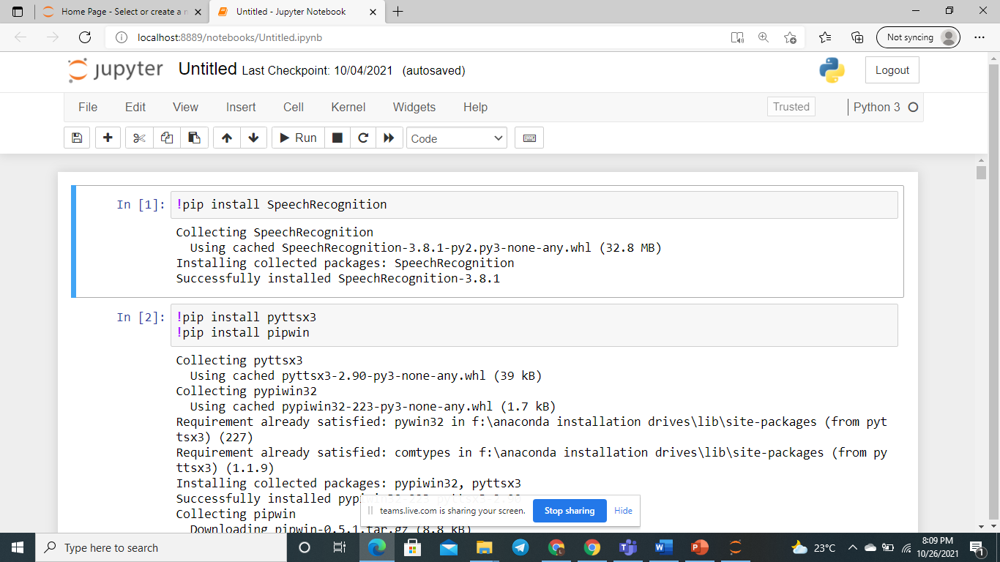 Home Page - Select or create a n
Untitled - Jupyter Notebook
localhost:8889/notebooks/Untitled.ipynb
Not syncing
jupyter Untitled Last Checkpoint: 10/04/2021 (autosaved)
Logout
File Edit View Insert Cell Kernel Widgets Help
Trusted
Python 3
Run
Code
In [1]: !pip install SpeechRecognition
Collecting SpeechRecognition
Using cached SpeechRecognition-3.8.1-py2.py3-none-any.whl (32.8 MB)
Installing collected packages: SpeechRecognition
Successfully installed SpeechRecognition-3.8.1
In [2]: !pip install pyttsx3
!pip install pipwin
Collecting pyttsx3
Using cached pyttsx3-2.90-py3-none-any.whl (39 kB)
Collecting pypiwin32
Using cached pypiwin32-223-py3-none-any.whl (1.7 kB)
Requirement already satisfied: pywin32 in f:\anaconda installation drives\lib\site-packages (from pyt
tsx3) (227)
Requirement already satisfied: comtypes in f:\anaconda installation drives\lib\site-packages (from py
ttsx3) (1.1.9)
Installing collected packages: pypiwin32, pyttsx3
Successfully installed
Collecting pipwin
Downloading pipwin-0.5.1.tar.gz (8.8 kB)
teams.live.com is sharing your screen.
Stop sharing
Hide
Type here to search
23°C
8:09 PM
10/26/2021
1